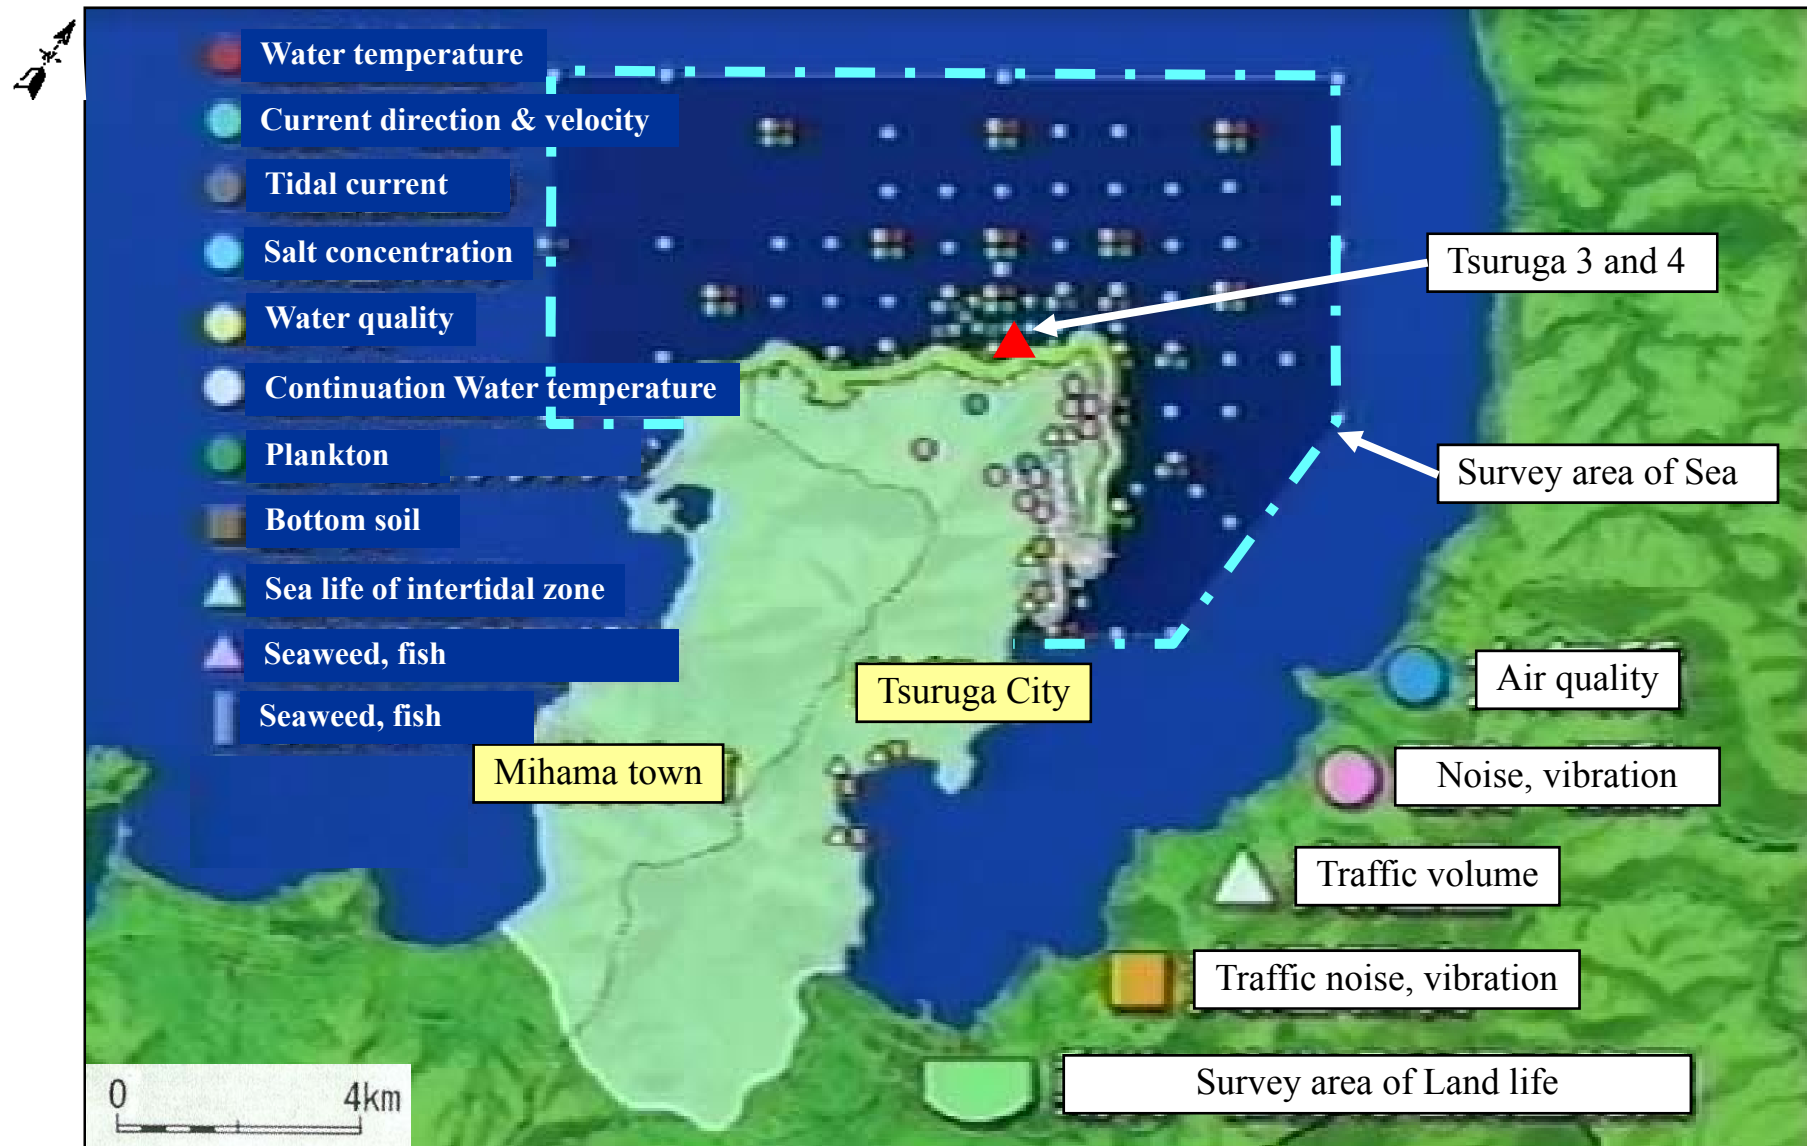 Water temperature
Current direction & velocity
Tidal current
Salt concentration
Water quality
Continuation Water temperature
Plankton
Bottom soil
Sea life of intertidal zone
Seaweed, fish
Seaweed, fish
Tsuruga 3 and 4
Survey area of Sea
Tsuruga City
Mihama town
Air quality
Noise, vibration
Traffic volume
Traffic noise, vibration
Survey area of Land life
0 4km